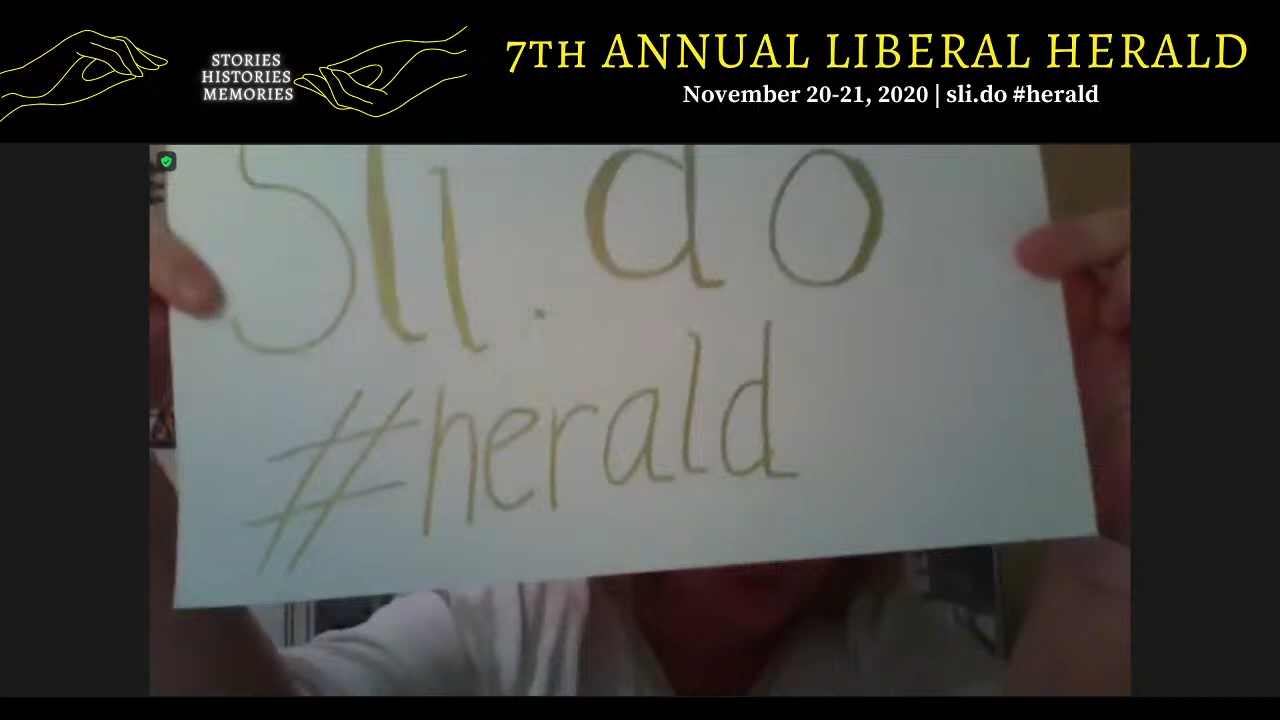 STORIES
HISTORIES
MEMORIES
7TH ANNUAL LIBERAL HERALD
November 20-21, 2020 | sli.do #herald
Sli.do
#herald